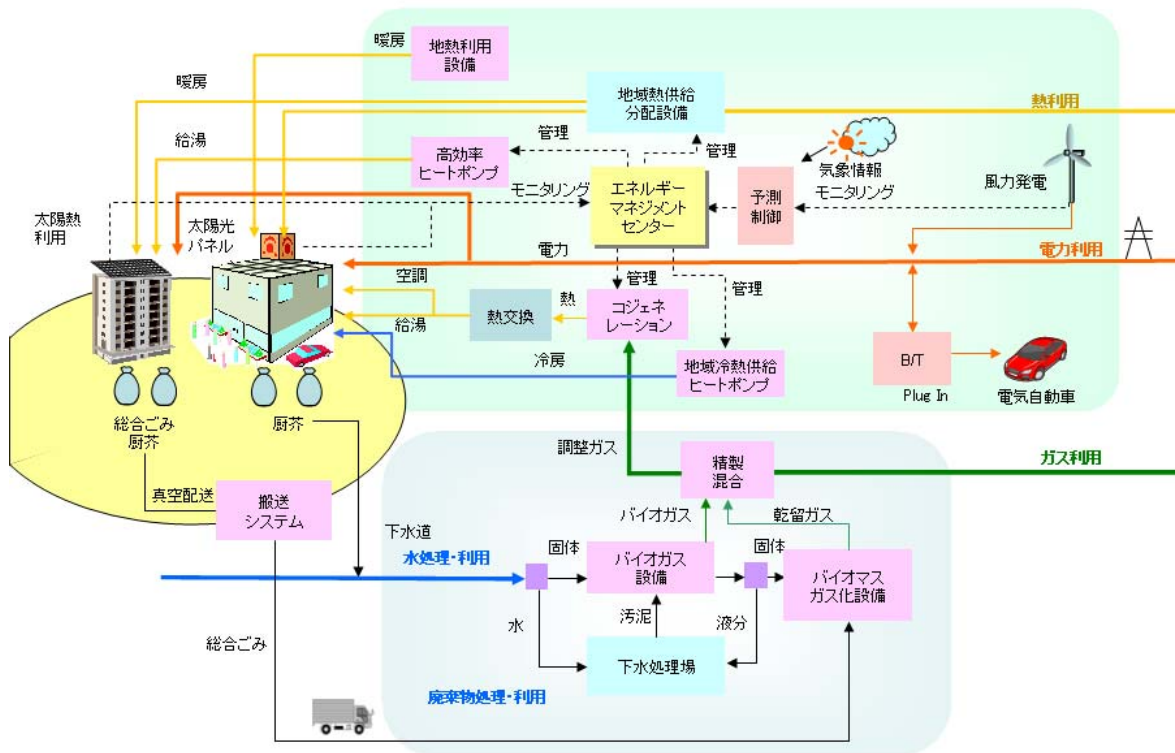 暖房
地熱利用
設備
暖房
地域熱供給
分配設備
熱利用
給湯
高効率
ヒートポンプ
管理
管理
気象情報
モニタリング
風力発電
モニタリング
エネルギー
マネジメント
センター
予測
制御
太陽熱
利用
太陽光
パネル
電力
電力利用
空調
管理
管理
給湯
熱交換
熱
コジェネ
レーション
冷房
地域冷熱供給
ヒートポンプ
B/T
Plug In
電気自動車
総合ごみ
厨芥
厨芥
調整ガス
精製
混合
ガス利用
真空配送
搬送
システム
バイオガス
乾留ガス
下水道
水処理・利用
固体
バイオガス
設備
固体
バイオマス
ガス化設備
水
汚泥
液分
総合ごみ
下水処理場
廃棄物処理・利用